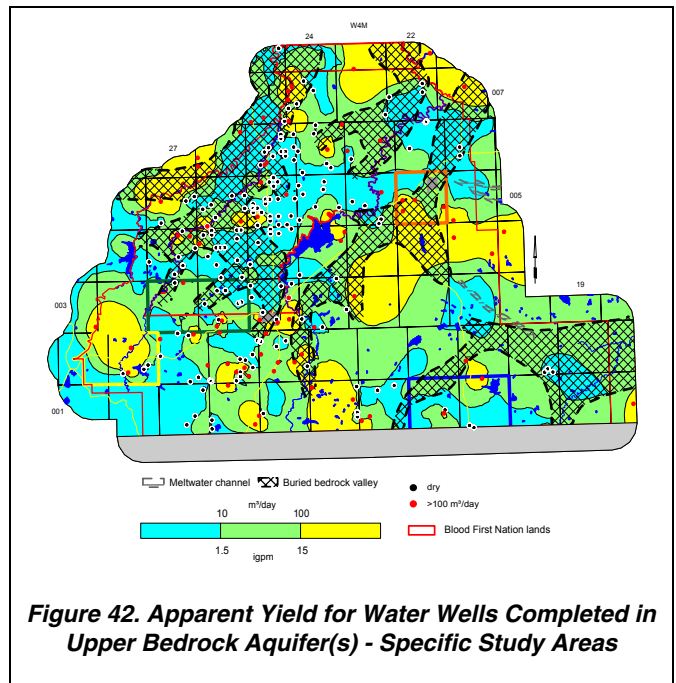 W4M
24
22
007
27
005
19
003
001
Meltwater channel
Buried bedrock valley
dry
>100 m³/day
Blood First Nation lands
m³/day
10
100
1.5
15
igpm
Figure 42. Apparent Yield for Water Wells Completed in
Upper Bedrock Aquifer(s) - Specific Study Areas